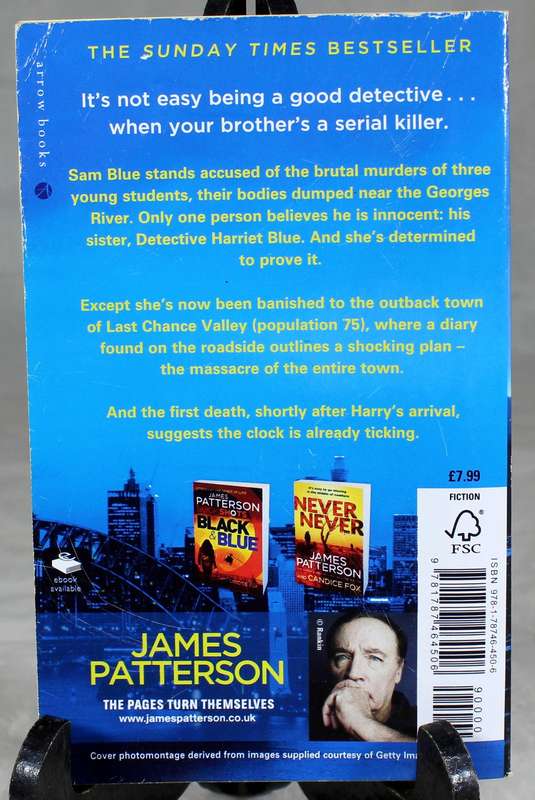 THE SUNDAY TIMES BESTSELLER
arrow books
It's not easy being a good detective...
when your brother's a serial killer.
Sam Blue stands accused of the brutal murders of three
young students, their bodies dumped near the Georges
River. Only one person believes he is innocent: his
sister, Detective Harriet Blue. And she's determined
to prove it.
Except she's now been banished to the outback town
of Last Chance Valley (population 75), where a diary
found on the roadside outlines a shocking plan –
the massacre of the entire town.
And the first death, shortly after Harry's arrival,
suggests the clock is already ticking.
£7.99
FICTION
FSC
ISBN 978-1-78746-450-6
9 781787 464506
90000
JAMES
PATTERSON
BLACK
& BLUE
NEVER
NEVER
JAMES
PATTERSON
AND CANDICE FOX
ebook
available
© Rankin
JAMES
PATTERSON
THE PAGES TURN THEMSELVES
www.jamespatterson.co.uk
Cover photomontage derived from images supplied courtesy of Getty